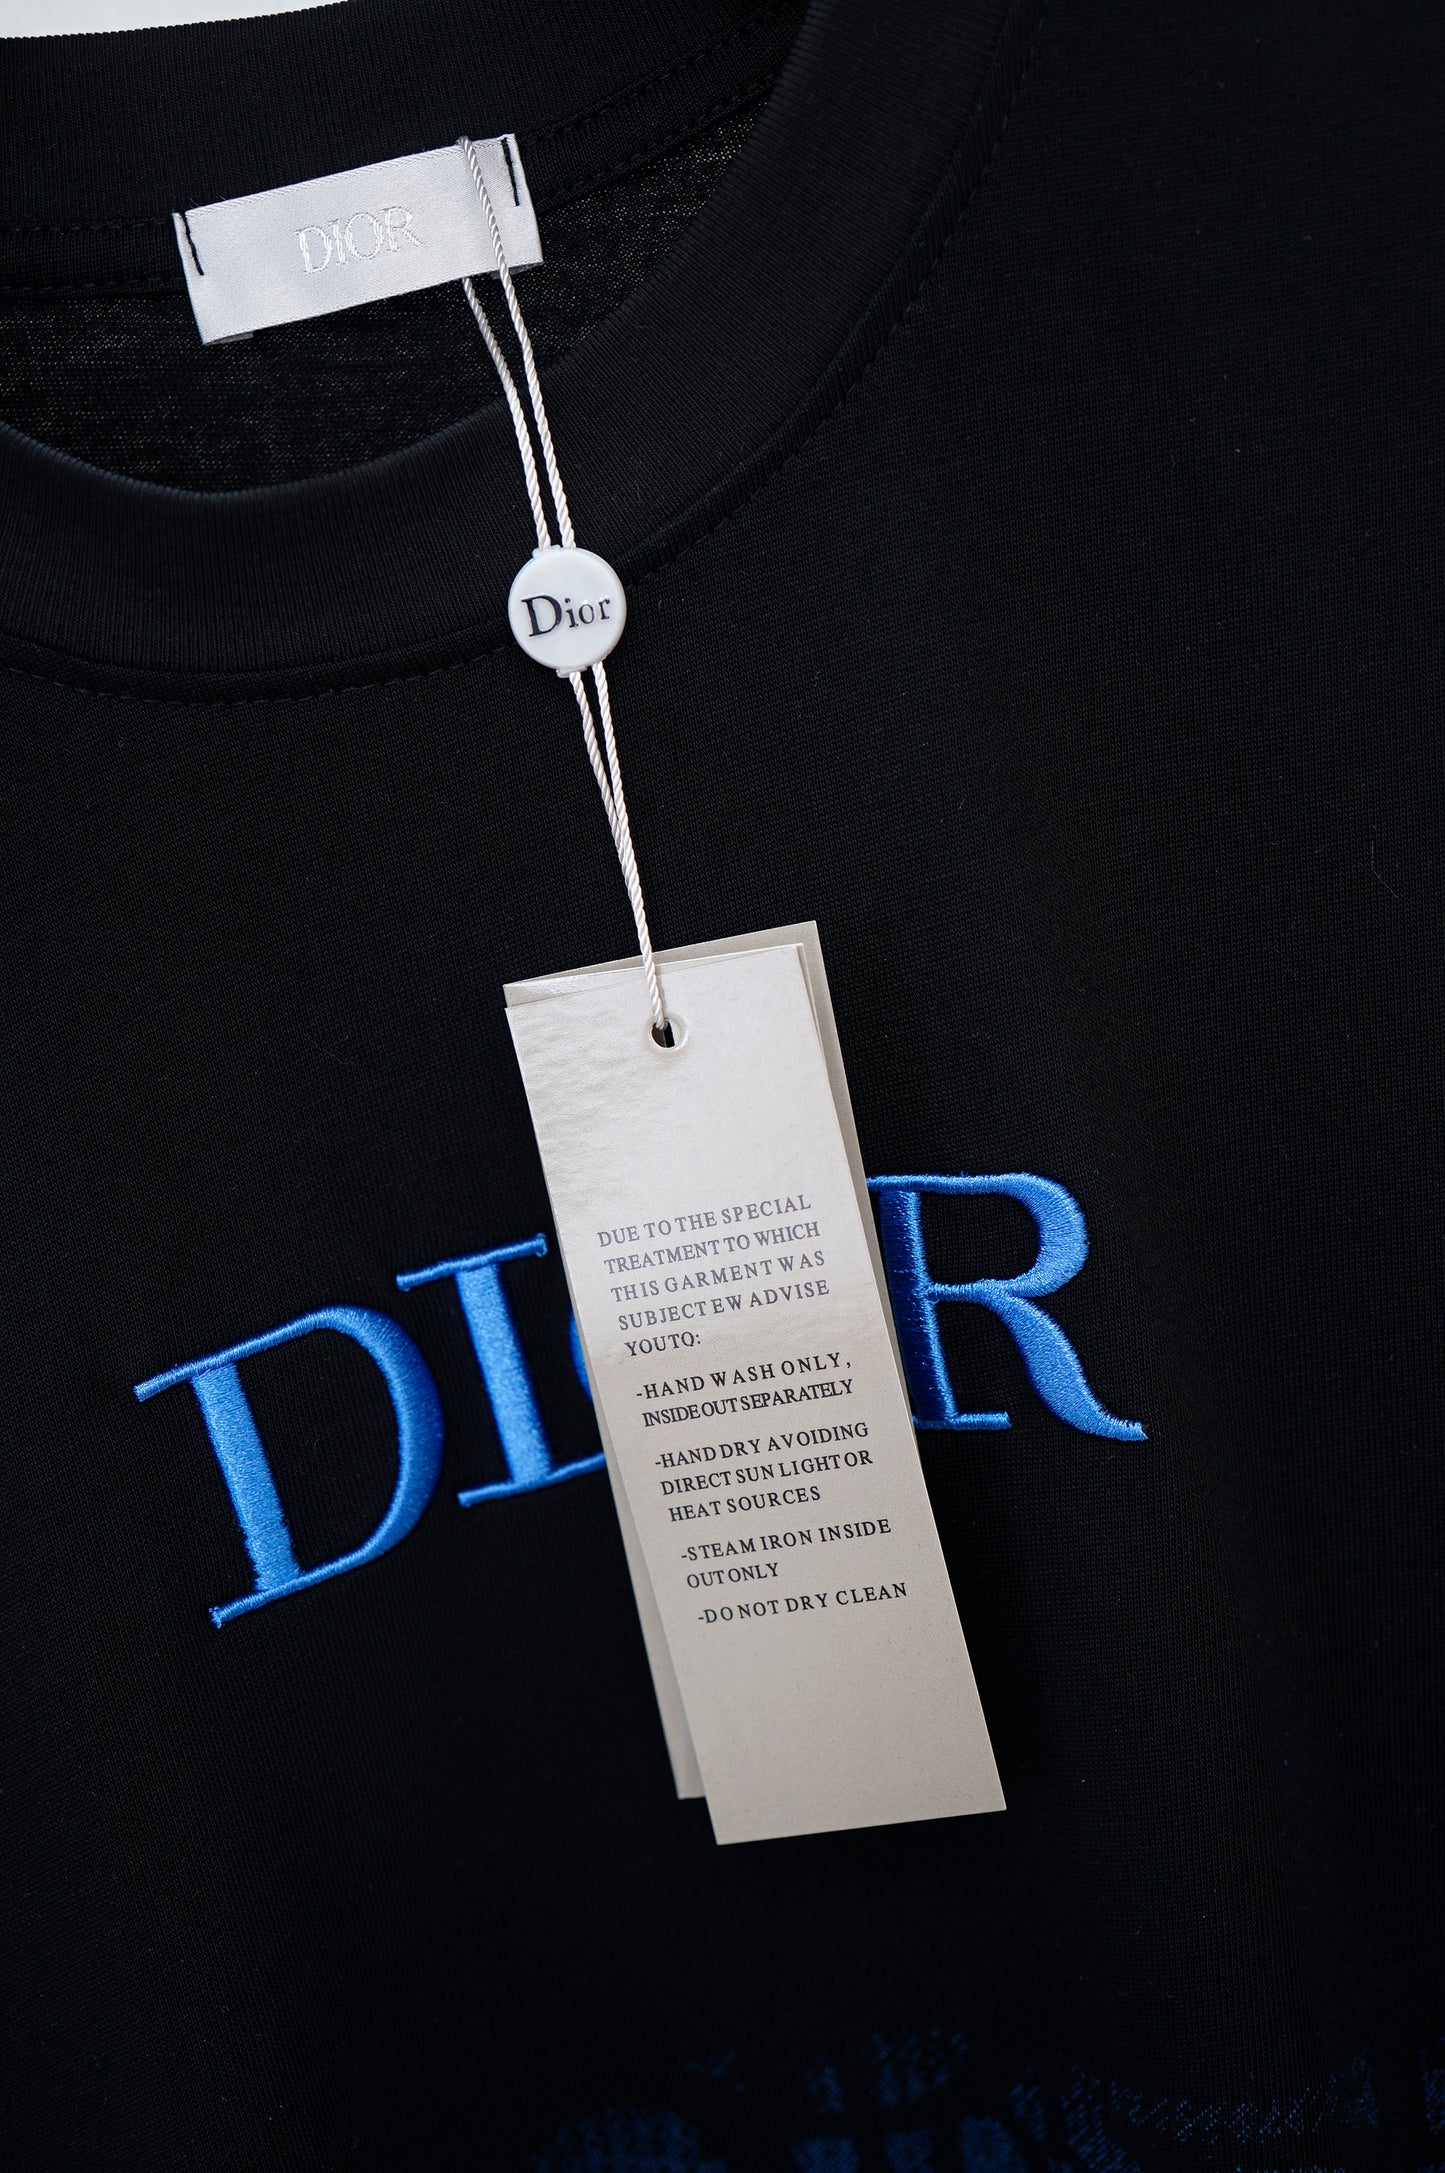 DIOR
Dior
DUE TO THE SPECIAL
TREATMENT TO WHICH
THIS GARMENT WAS
SUBJECT EW ADVISE
YOUTO:
-HAND WASH ONLY,
INSIDE OUT SEPARATELY
-HAND DRY AVOIDING
DIRECT SUN LIGHT OR
HEAT SOURCES
-STEAM IRON INSIDE
OUT ONLY
-DO NOT DRY CLEAN
DIOR